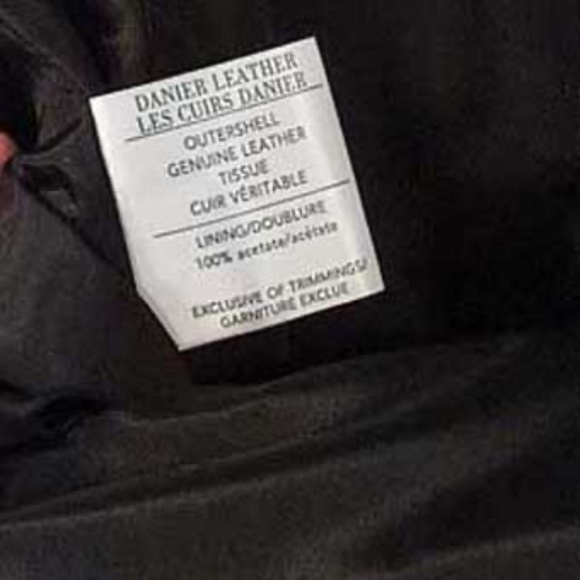 DANIER LEATHER
LES CUIRS DANIER
OUTERSHELL
GENUINE LEATHER
TISSUE
CUIR VÉRITABLE
LINING/DOUBLURE
100% acetate/acétate
EXCLUSIVE OF TRIMMINGS/
GARNITURE EXCLUE